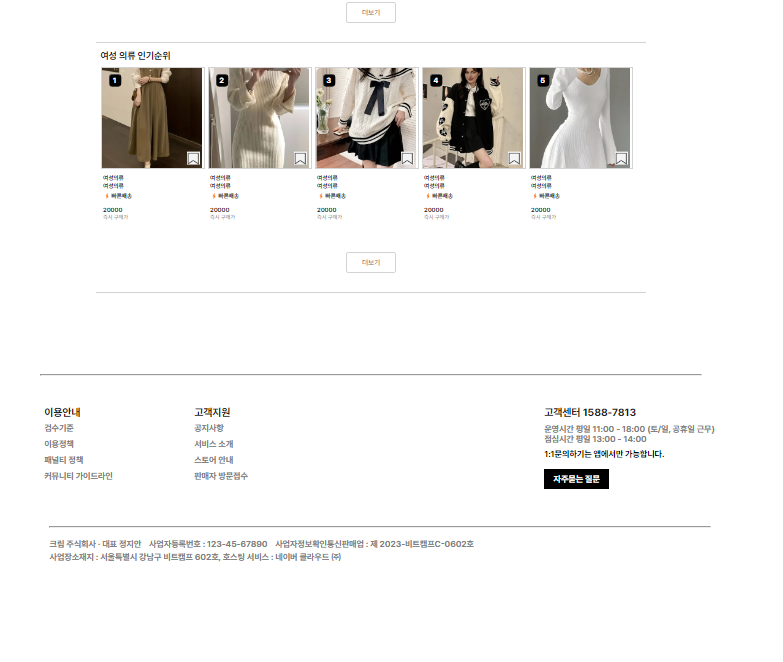 더보기
여성 의류 인기순위
1 2 3 4 5
여성의류 여성의류 여성의류 여성의류 여성의류
여성의류 여성의류 여성의류 여성의류 여성의류
빠른배송 빠른배송 빠른배송 빠른배송 빠른배송
20000 20000 20000 20000 20000
즉시 구매가 즉시 구매가 즉시 구매가 즉시 구매가 즉시 구매가
더보기
이용안내
검수기준
이용정책
패널티 정책
커뮤니티 가이드라인
고객지원
공지사항
서비스 소개
스토어 안내
판매자 방문접수
고객센터 1588-7813
운영시간 평일 11:00 - 18:00 (토/일, 공휴일 근무)
점심시간 평일 13:00 - 14:00
1:1문의하기는 앱에서만 가능합니다.
자주묻는 질문
크림 주식회사 · 대표 정지안 사업자등록번호 : 123-45-67890 사업자정보확인통신판매업 : 제 2023-비트캠프C-0602호
사업장소재지 : 서울특별시 강남구 비트캠프 602호, 호스팅 서비스 : 네이버 클라우드 ㈜